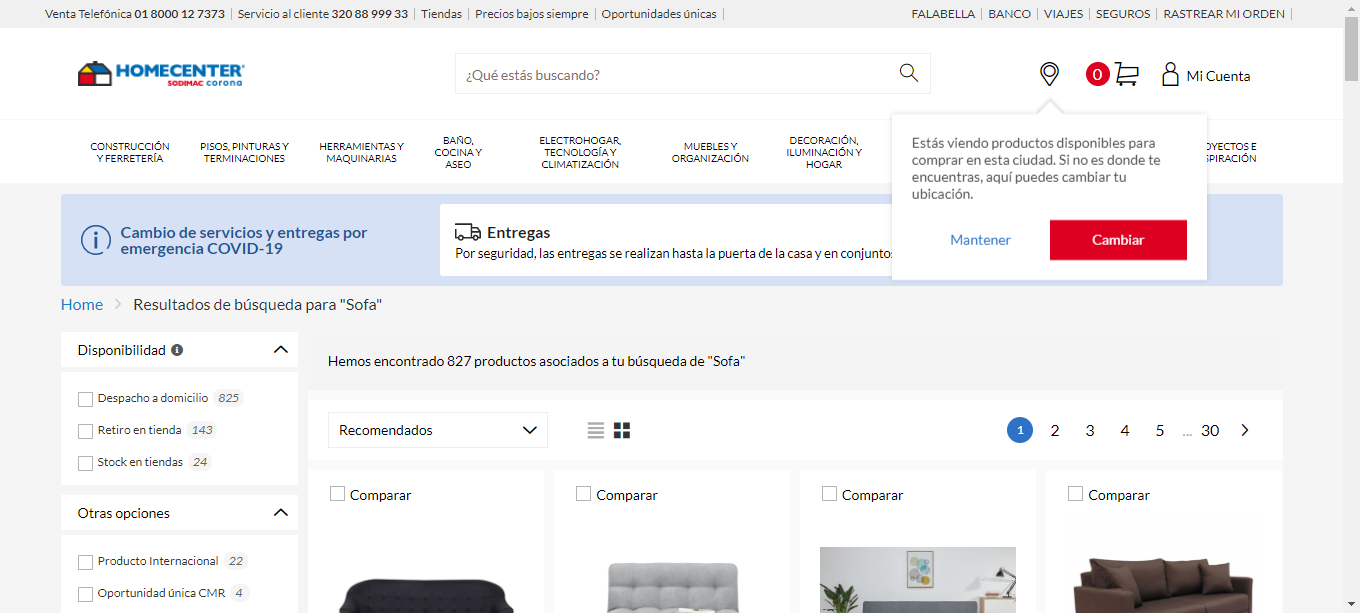 Venta Telefónica 01 8000 12 7373
Servicio al cliente 320 88 999 33
Tiendas
Precios bajos siempre
Oportunidades únicas
FALABELLA
BANCO
VIAJES
SEGUROS
RASTREAR MI ORDEN
HOMECENTER
SODIMAC corona
¿Qué estás buscando?
0
Mi Cuenta
CONSTRUCCIÓN
Y FERRETERÍA
PISOS, PINTURAS Y
TERMINACIONES
HERRAMIENTAS Y
MAQUINARIAS
BAÑO,
COCINA Y
ASEO
ELECTROHOGAR,
TECNOLOGÍA Y
CLIMATIZACIÓN
MUEBLES Y
ORGANIZACIÓN
DECORACIÓN,
ILUMINACIÓN Y
HOGAR
OYECTOS E
SPIRACIÓN
Estás viendo productos disponibles para
comprar en esta ciudad. Si no es donde te
encuentras, aquí puedes cambiar tu
ubicación.
Mantener
Cambiar
Cambio de servicios y entregas por
emergencia COVID-19
Entregas
Por seguridad, las entregas se realizan hasta la puerta de la casa y en conjuntos
Home
Resultados de búsqueda para "Sofa"
Disponibilidad
Despacho a domicilio 825
Retiro en tienda 143
Stock en tiendas 24
Otras opciones
Producto Internacional 22
Oportunidad única CMR 4
Hemos encontrado 827 productos asociados a tu búsqueda de "Sofa"
Recomendados
1 2 3 4 5 ... 30
Comparar
Comparar
Comparar
Comparar